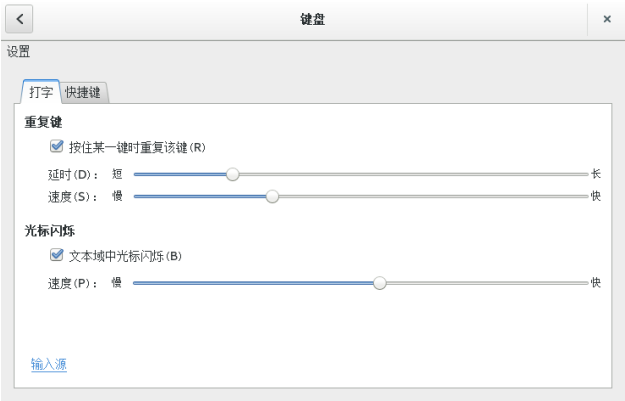 键盘
设置
打字 快捷键
重复键
按住某一键时重复该键(R)
延时(D): 短 长
速度(S): 慢 快
光标闪烁
文本域中光标闪烁(B)
速度(P): 慢 快
输入源